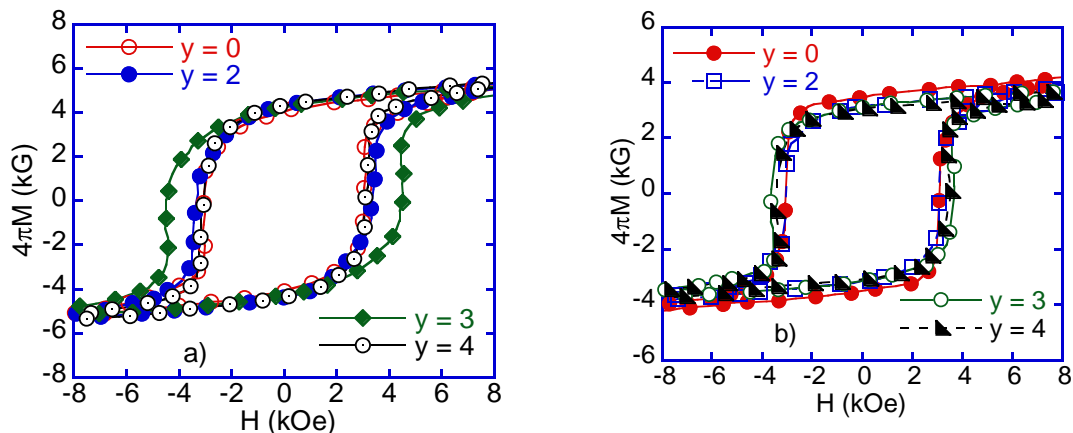 8
6
4
2
0
-2
-4
-6
-8
4πM (kG)
y = 0
y = 2
y = 3
y = 4
a)
-8 -6 -4 -2 0 2 4 6 8
H (kOe)
6
4
2
0
-2
-4
-6
4πM (kG)
y = 0
y = 2
y = 3
y = 4
b)
-8 -6 -4 -2 0 2 4 6 8
H (kOe)